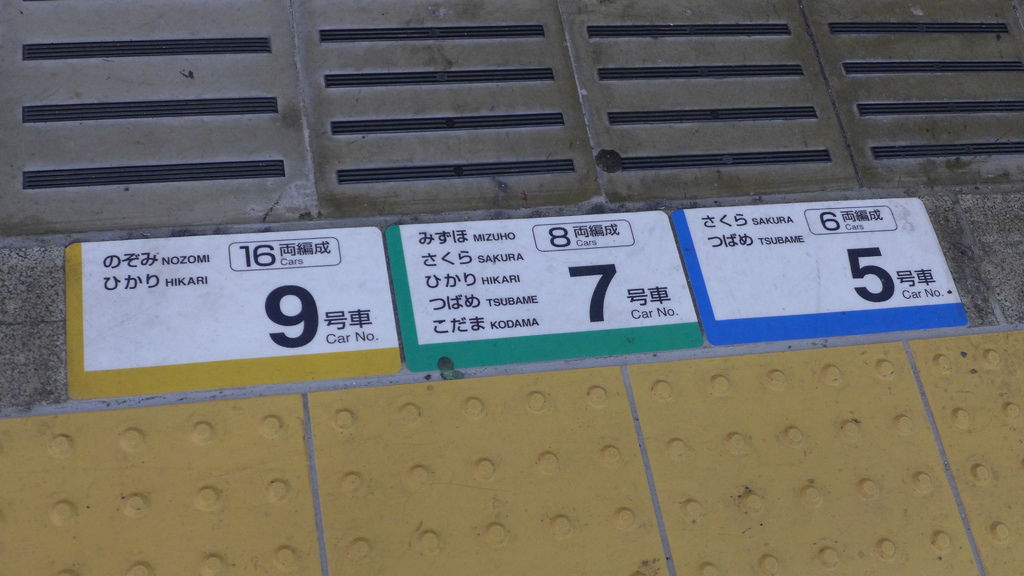 のぞみ NOZOMI
ひかり HIKARI
16両編成
Cars
9号車
Car No.
みずほ MIZUHO
さくら SAKURA
ひかり HIKARI
つばめ TSUBAME
こだま KODAMA
8両編成
Cars
7号車
Car No.
さくら SAKURA
つばめ TSUBAME
6両編成
Cars
5号車
Car No.